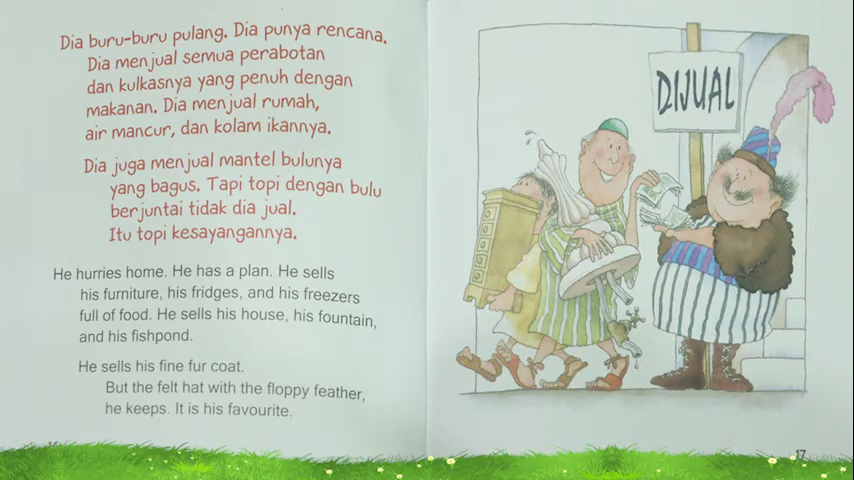 Dia buru-buru pulang. Dia punya rencana.
Dia menjual semua perabotan
dan kulkasnya yang penuh dengan
makanan. Dia menjual rumah,
air mancur, dan kolam ikannya.
Dia juga menjual mantel bulunya
yang bagus. Tapi topi dengan bulu
berjuntai tidak dia jual.
Itu topi kesayangannya.
He hurries home. He has a plan. He sells
his furniture, his fridges, and his freezers
full of food. He sells his house, his fountain,
and his fishpond.
He sells his fine fur coat.
But the felt hat with the floppy feather,
he keeps. It is his favourite.
DIJUAL
17